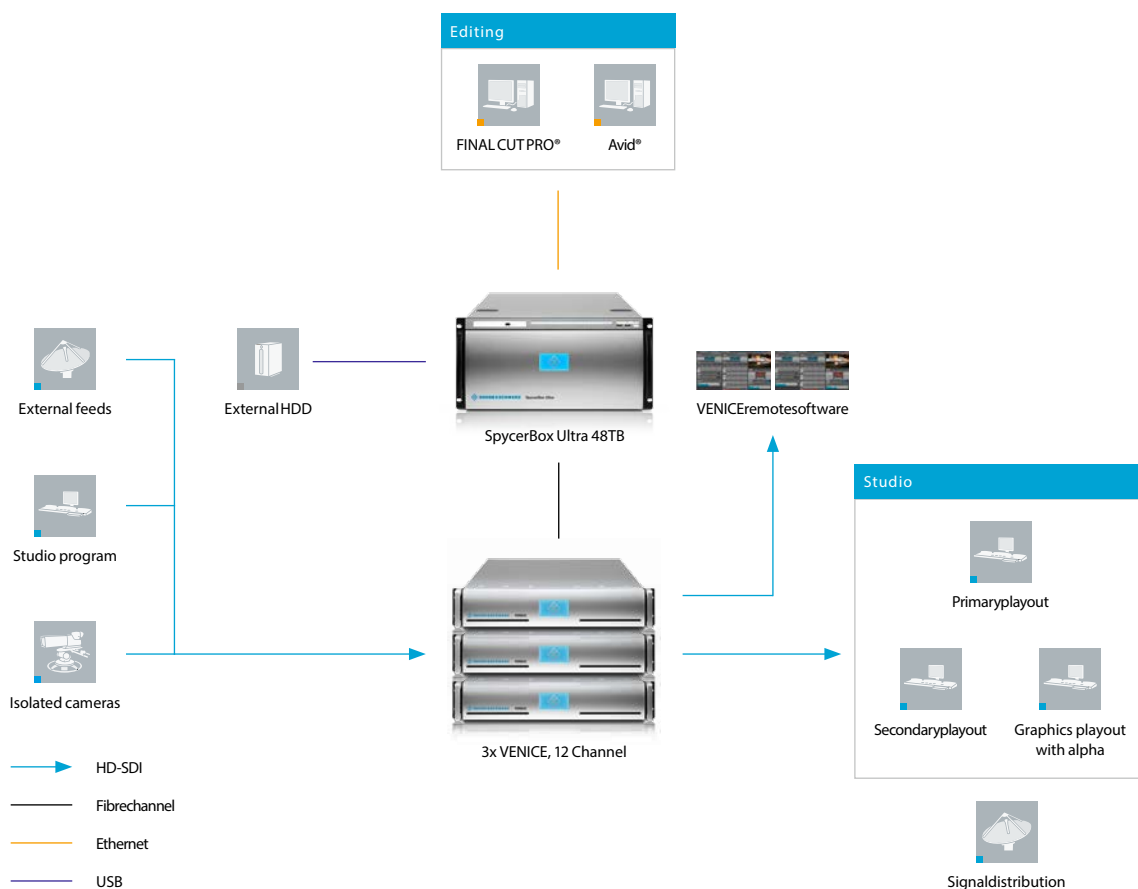 Editing
FINAL CUT PRO®
Avid®
External feeds
External HDD
SpycerBox Ultra 48TB
VENICEremotesoftware
Studio
Studio program
Primaryplayout
Isolated cameras
Secondaryplayout
Graphics playout
with alpha
3x VENICE, 12 Channel
HD-SDI
Fibrechannel
Ethernet
USB
Signaldistribution